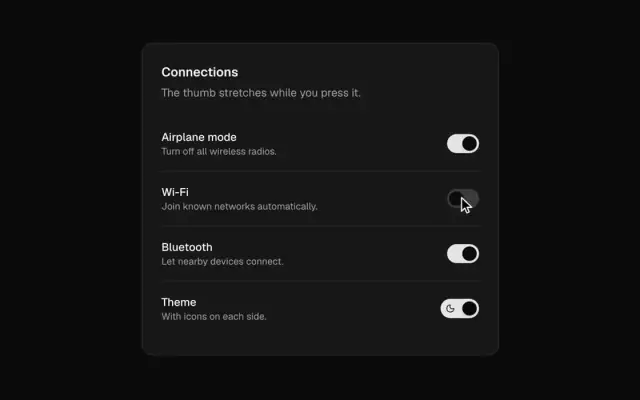 Connections
The thumb stretches while you press it.
Airplane mode
Turn off all wireless radios.
Wi-Fi
Join known networks automatically.
Bluetooth
Let nearby devices connect.
Theme
With icons on each side.